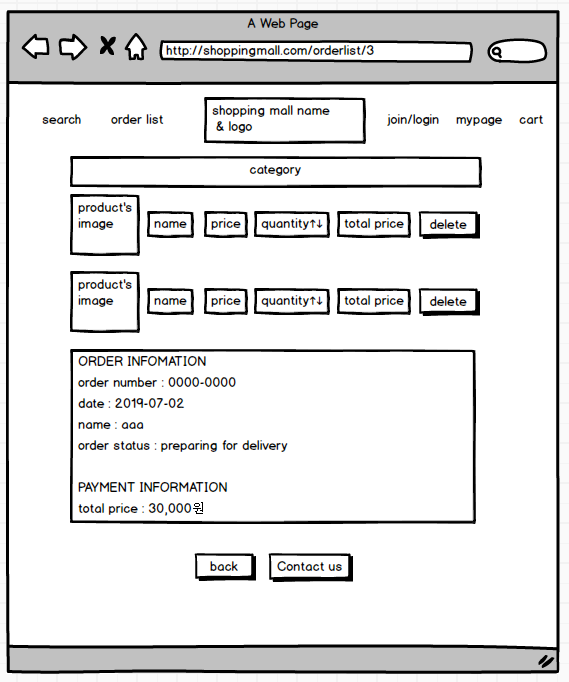 A Web Page
http://shoppingmall.com/orderlist/3
search order list shopping mall name join/login mypage cart
& logo
category
product's
image name price quantity↑↓ total price delete
product's
image name price quantity↑↓ total price delete
ORDER INFOMATION
order number : 0000-0000
date : 2019-07-02
name : aaa
order status : preparing for delivery
PAYMENT INFORMATION
total price : 30,000원
back Contact us